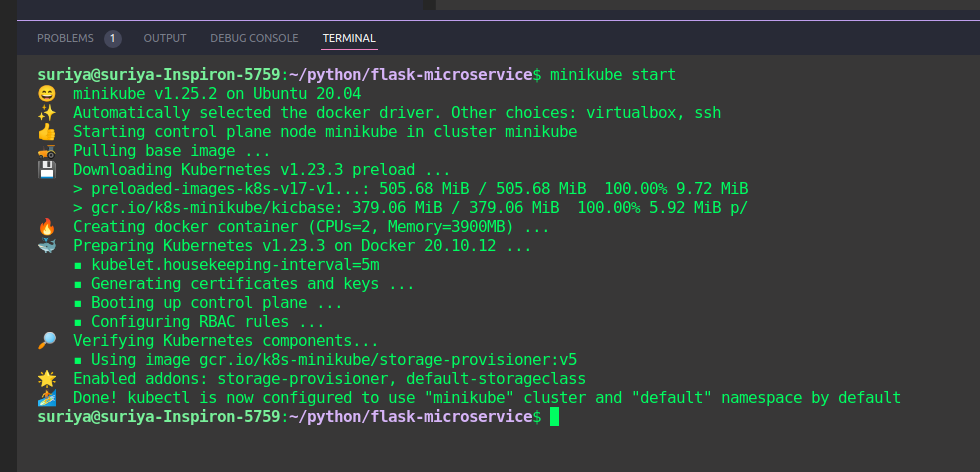 PROBLEMS 1 OUTPUT DEBUG CONSOLE TERMINAL
suriya@suriya-Inspiron-5759:~/python/flask-microservice$ minikube start
😄 minikube v1.25.2 on Ubuntu 20.04
✨ Automatically selected the docker driver. Other choices: virtualbox, ssh
👍 Starting control plane node minikube in cluster minikube
🚜 Pulling base image ...
💾 Downloading Kubernetes v1.23.3 preload ...
> preloaded-images-k8s-v17-v1...: 505.68 MiB / 505.68 MiB 100.00% 9.72 MiB
> gcr.io/k8s-minikube/kicbase: 379.06 MiB / 379.06 MiB 100.00% 5.92 MiB p/
🔥 Creating docker container (CPUs=2, Memory=3900MB) ...
🐳 Preparing Kubernetes v1.23.3 on Docker 20.10.12 ...
▪ kubelet.housekeeping-interval=5m
▪ Generating certificates and keys ...
▪ Booting up control plane ...
▪ Configuring RBAC rules ...
🔎 Verifying Kubernetes components...
▪ Using image gcr.io/k8s-minikube/storage-provisioner:v5
🌟 Enabled addons: storage-provisioner, default-storageclass
🏄 Done! kubectl is now configured to use "minikube" cluster and "default" namespace by default
suriya@suriya-Inspiron-5759:~/python/flask-microservice$